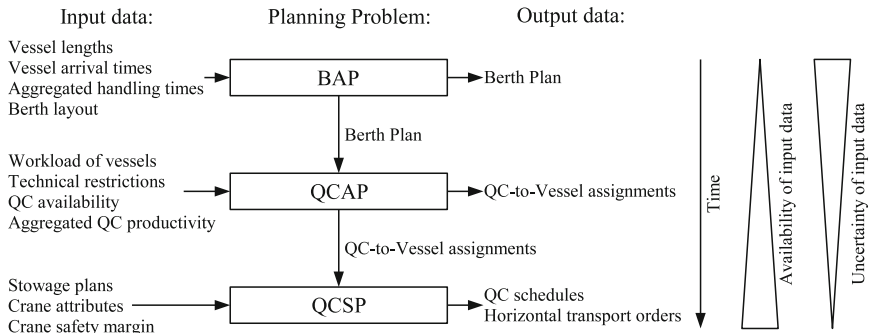 Input data:
Planning Problem:
Output data:
Vessel lengths
Vessel arrival times
Aggregated handling times
Berth layout
BAP
Berth Plan
Berth Plan
Workload of vessels
Technical restrictions
QC availability
Aggregated QC productivity
QCAP
QC-to-Vessel assignments
QC-to-Vessel assignments
Stowage plans
Crane attributes
Crane safety margin
QCSP
QC schedules
Horizontal transport orders
Time
Availability of input data
Uncertainty of input data